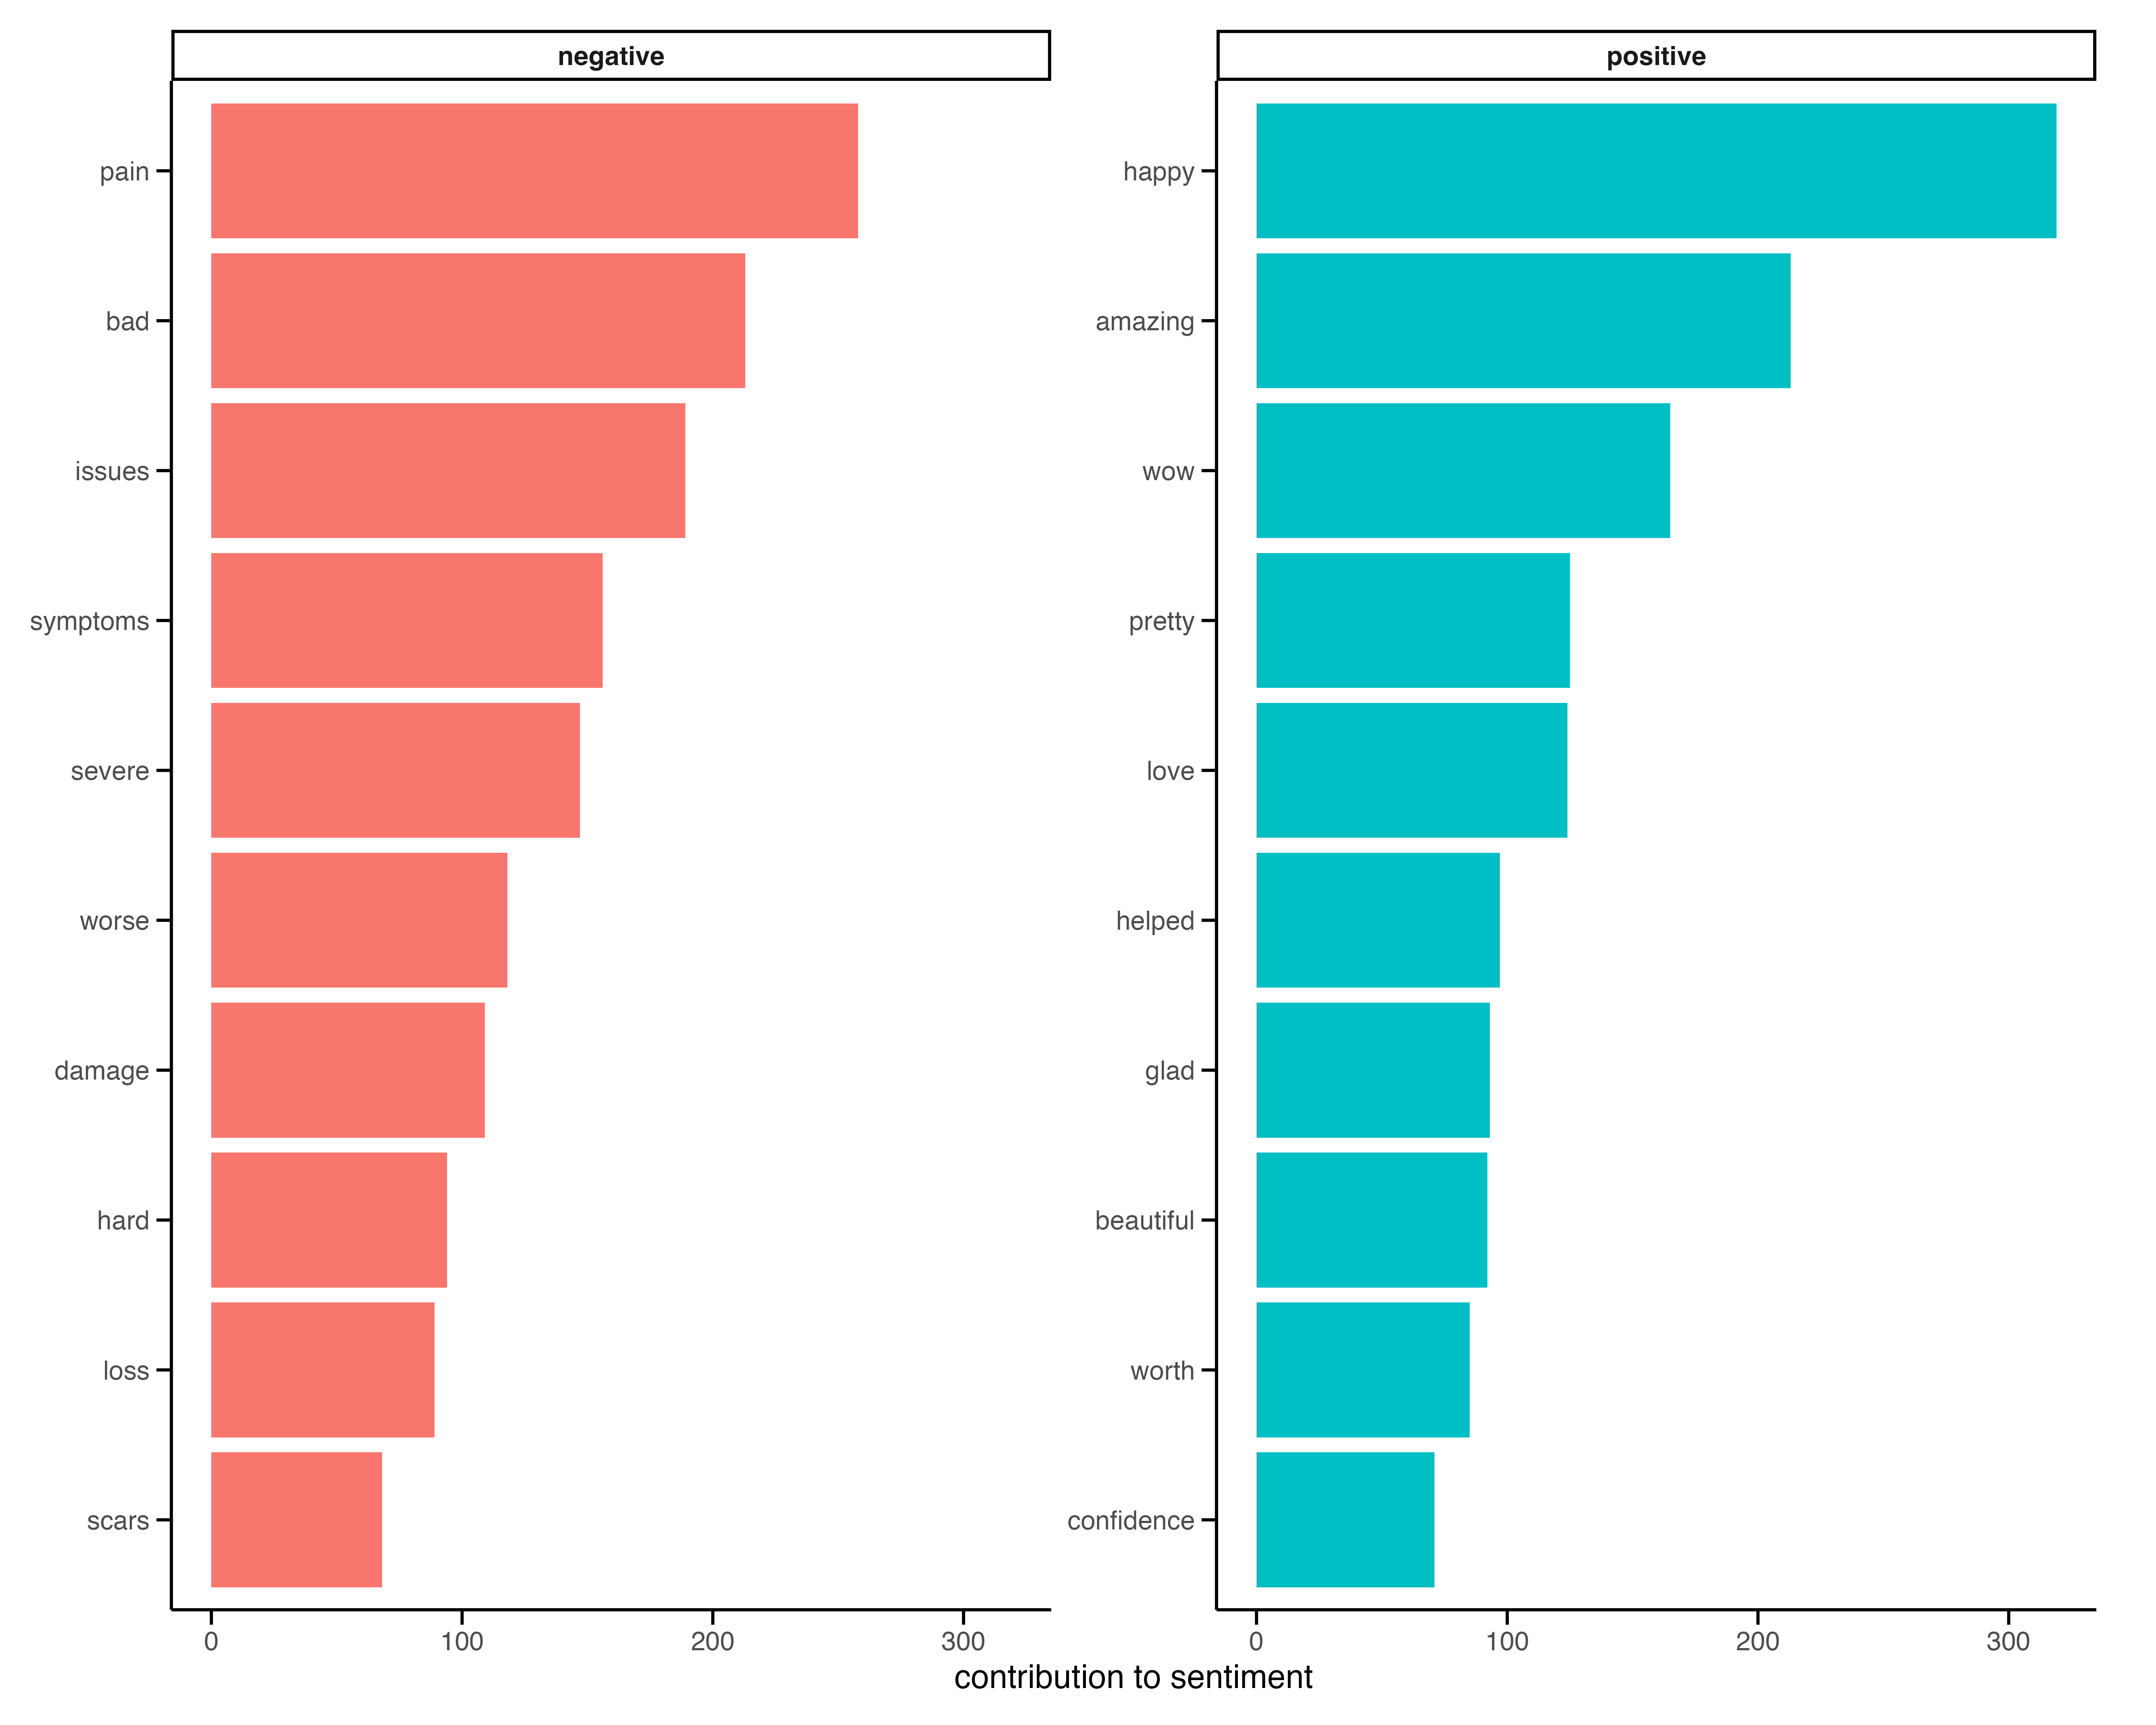 negative
pain
bad
issues
symptoms
severe
worse
damage
hard
loss
scars
0 100 200 300
positive
happy
amazing
wow
pretty
love
helped
glad
beautiful
worth
confidence
0 100 200 300
contribution to sentiment